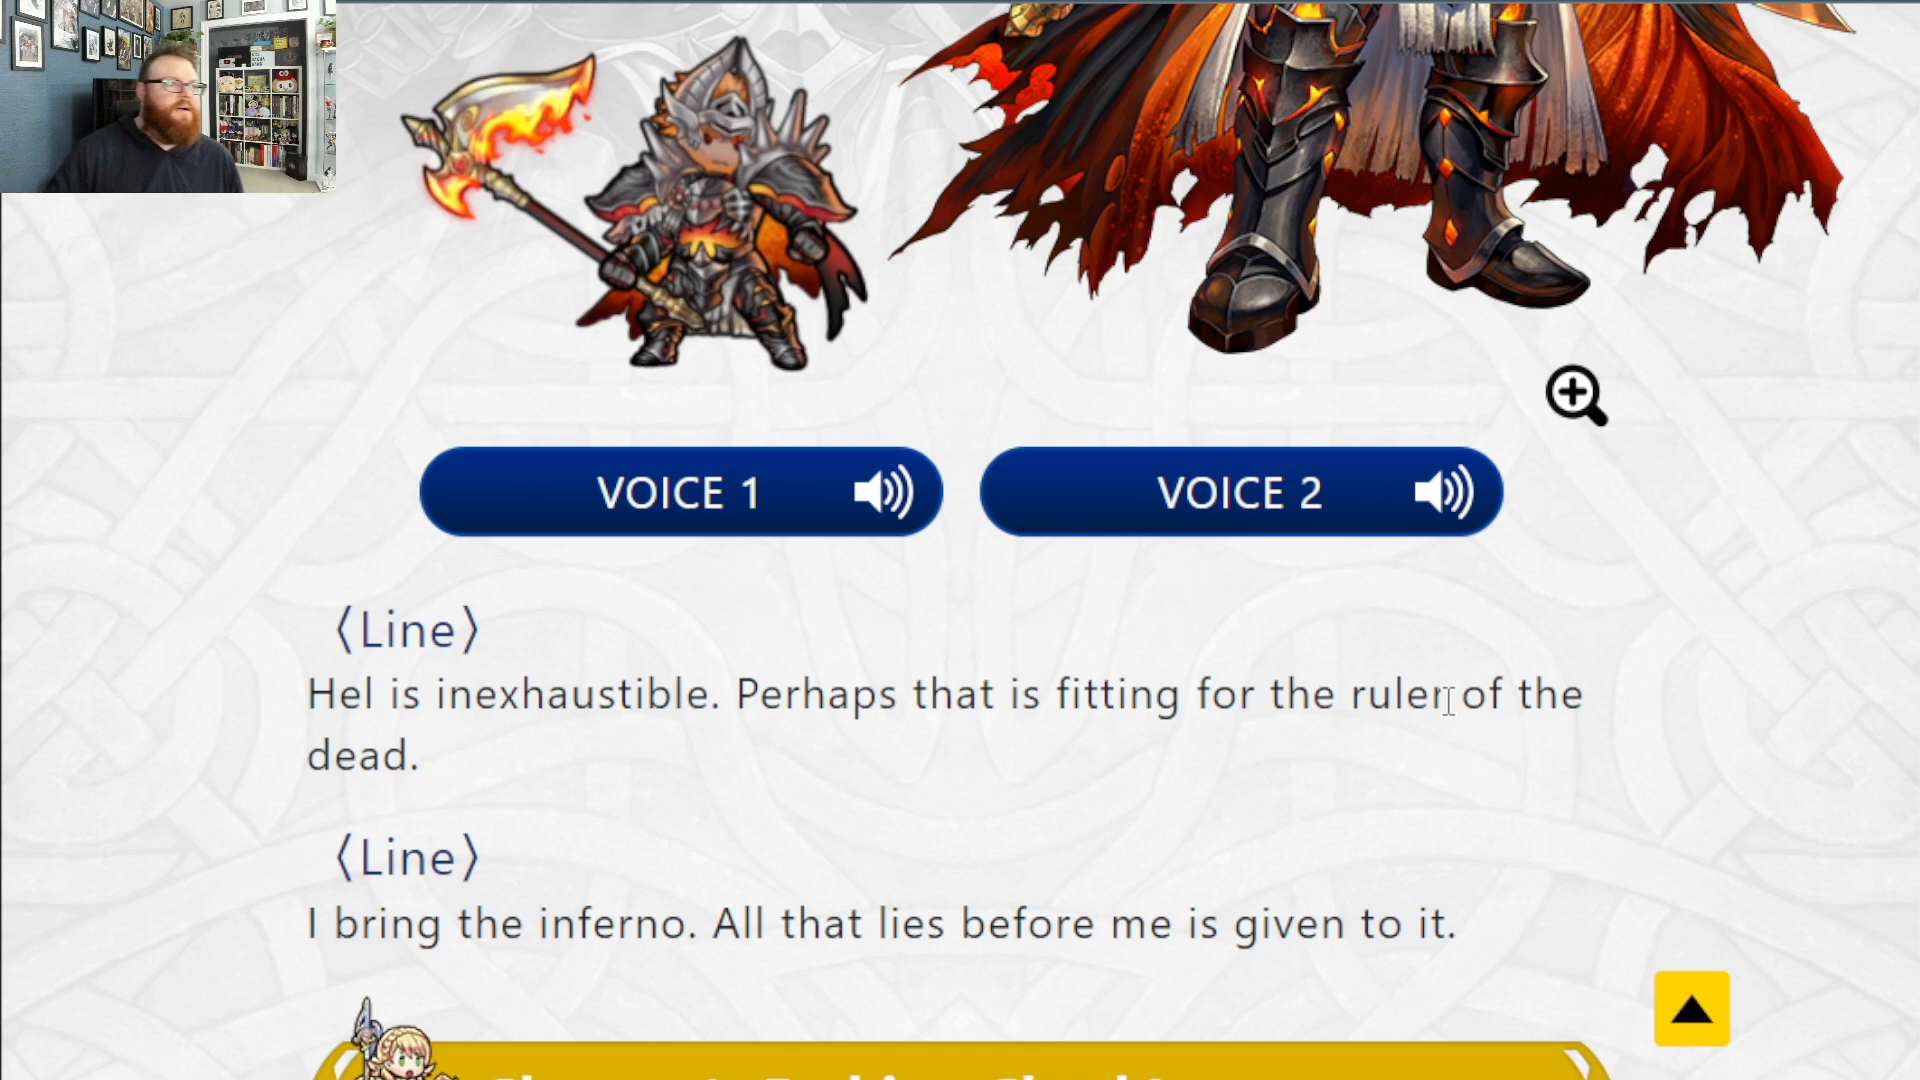 VOICE 1
VOICE 2
〈Line〉
Hel is inexhaustible. Perhaps that is fitting for the ruler of the
dead.
〈Line〉
I bring the inferno. All that lies before me is given to it.